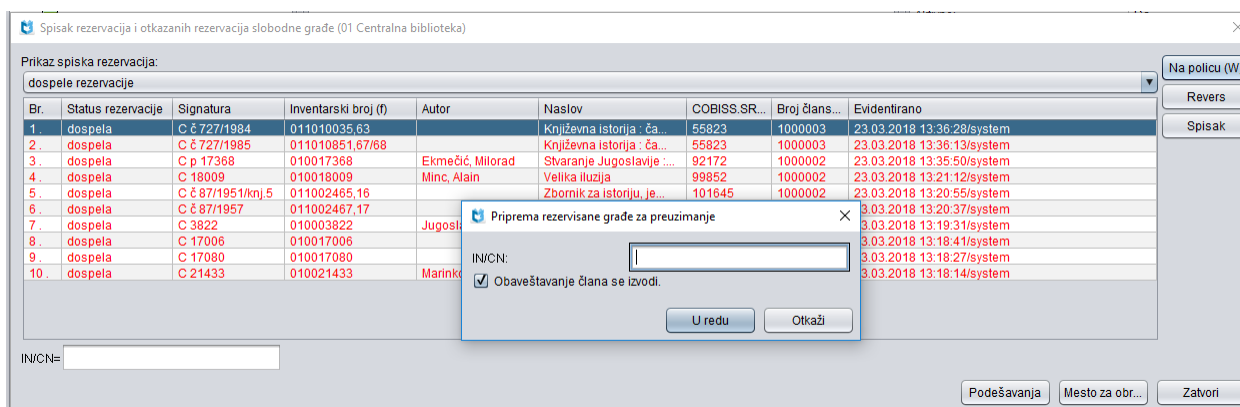 Spisak rezervacija i otkazanih rezervacija slobodne građe (01 Centralna biblioteka)
Prikaz spiska rezervacija:
dospele rezervacije
Na policu (W
Revers
Spisak
Br. Status rezervacije Signatura Inventarski broj (f) Autor Naslov COBISS.SR... Broj člans... Evidentirano
1. dospela C č 727/1984 011010035,63 Književna istorija : ča... 55823 1000003 23.03.2018 13:36:28/system
2. dospela C č 727/1985 011010851,67/68 Književna istorija : ča... 55823 1000003 23.03.2018 13:36:13/system
3. dospela C p 17368 010017368 Ekmečić, Milorad Stvaranje Jugoslavije :... 92172 1000002 23.03.2018 13:35:50/system
4. dospela C 18009 010018009 Minc, Alain Velika iluzija 99852 1000002 23.03.2018 13:21:12/system
5. dospela C č 87/1951/knj.5 011002465,16 Zbornik za istoriju, je... 101645 1000002 23.03.2018 13:20:55/system
6. dospela C č 87/1957 011002467,17 3.03.2018 13:20:37/system
7. dospela C 3822 010003822 Jugosla 3.03.2018 13:19:31/system
8. dospela C 17006 010017006 3.03.2018 13:18:41/system
9. dospela C 17080 010017080 3.03.2018 13:18:27/system
10. dospela C 21433 010021433 Marinko 3.03.2018 13:18:14/system
Priprema rezervisane građe za preuzimanje
IN/CN:
Obaveštavanje člana se izvodi.
U redu Otkaži
IN/CN=
Podešavanja Mesto za obr... Zatvori